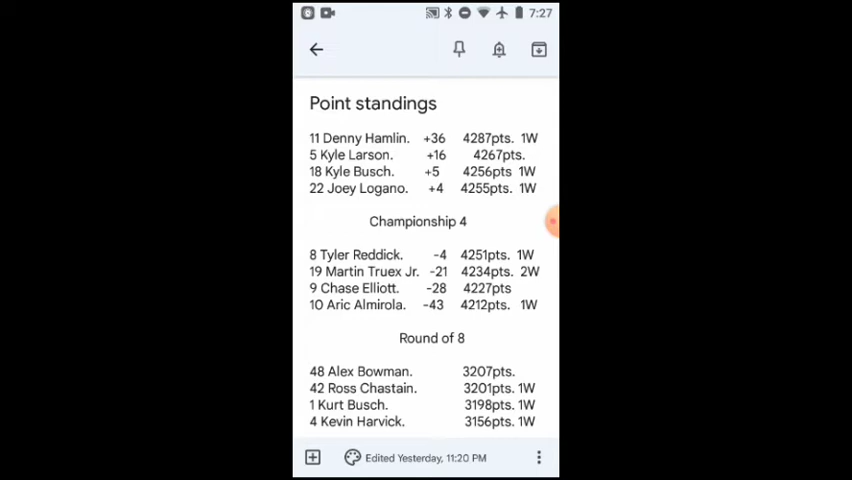 7:27
Point standings
11 Denny Hamlin. +36 4287pts. 1W
5 Kyle Larson. +16 4267pts.
18 Kyle Busch. +5 4256pts 1W
22 Joey Logano. +4 4255pts. 1W
Championship 4
8 Tyler Reddick. -4 4251pts. 1W
19 Martin Truex Jr. -21 4234pts. 2W
9 Chase Elliott. -28 4227pts
10 Aric Almirola. -43 4212pts. 1W
Round of 8
48 Alex Bowman. 3207pts.
42 Ross Chastain. 3201pts. 1W
1 Kurt Busch. 3198pts. 1W
4 Kevin Harvick. 3156pts. 1W
Edited Yesterday, 11:20 PM